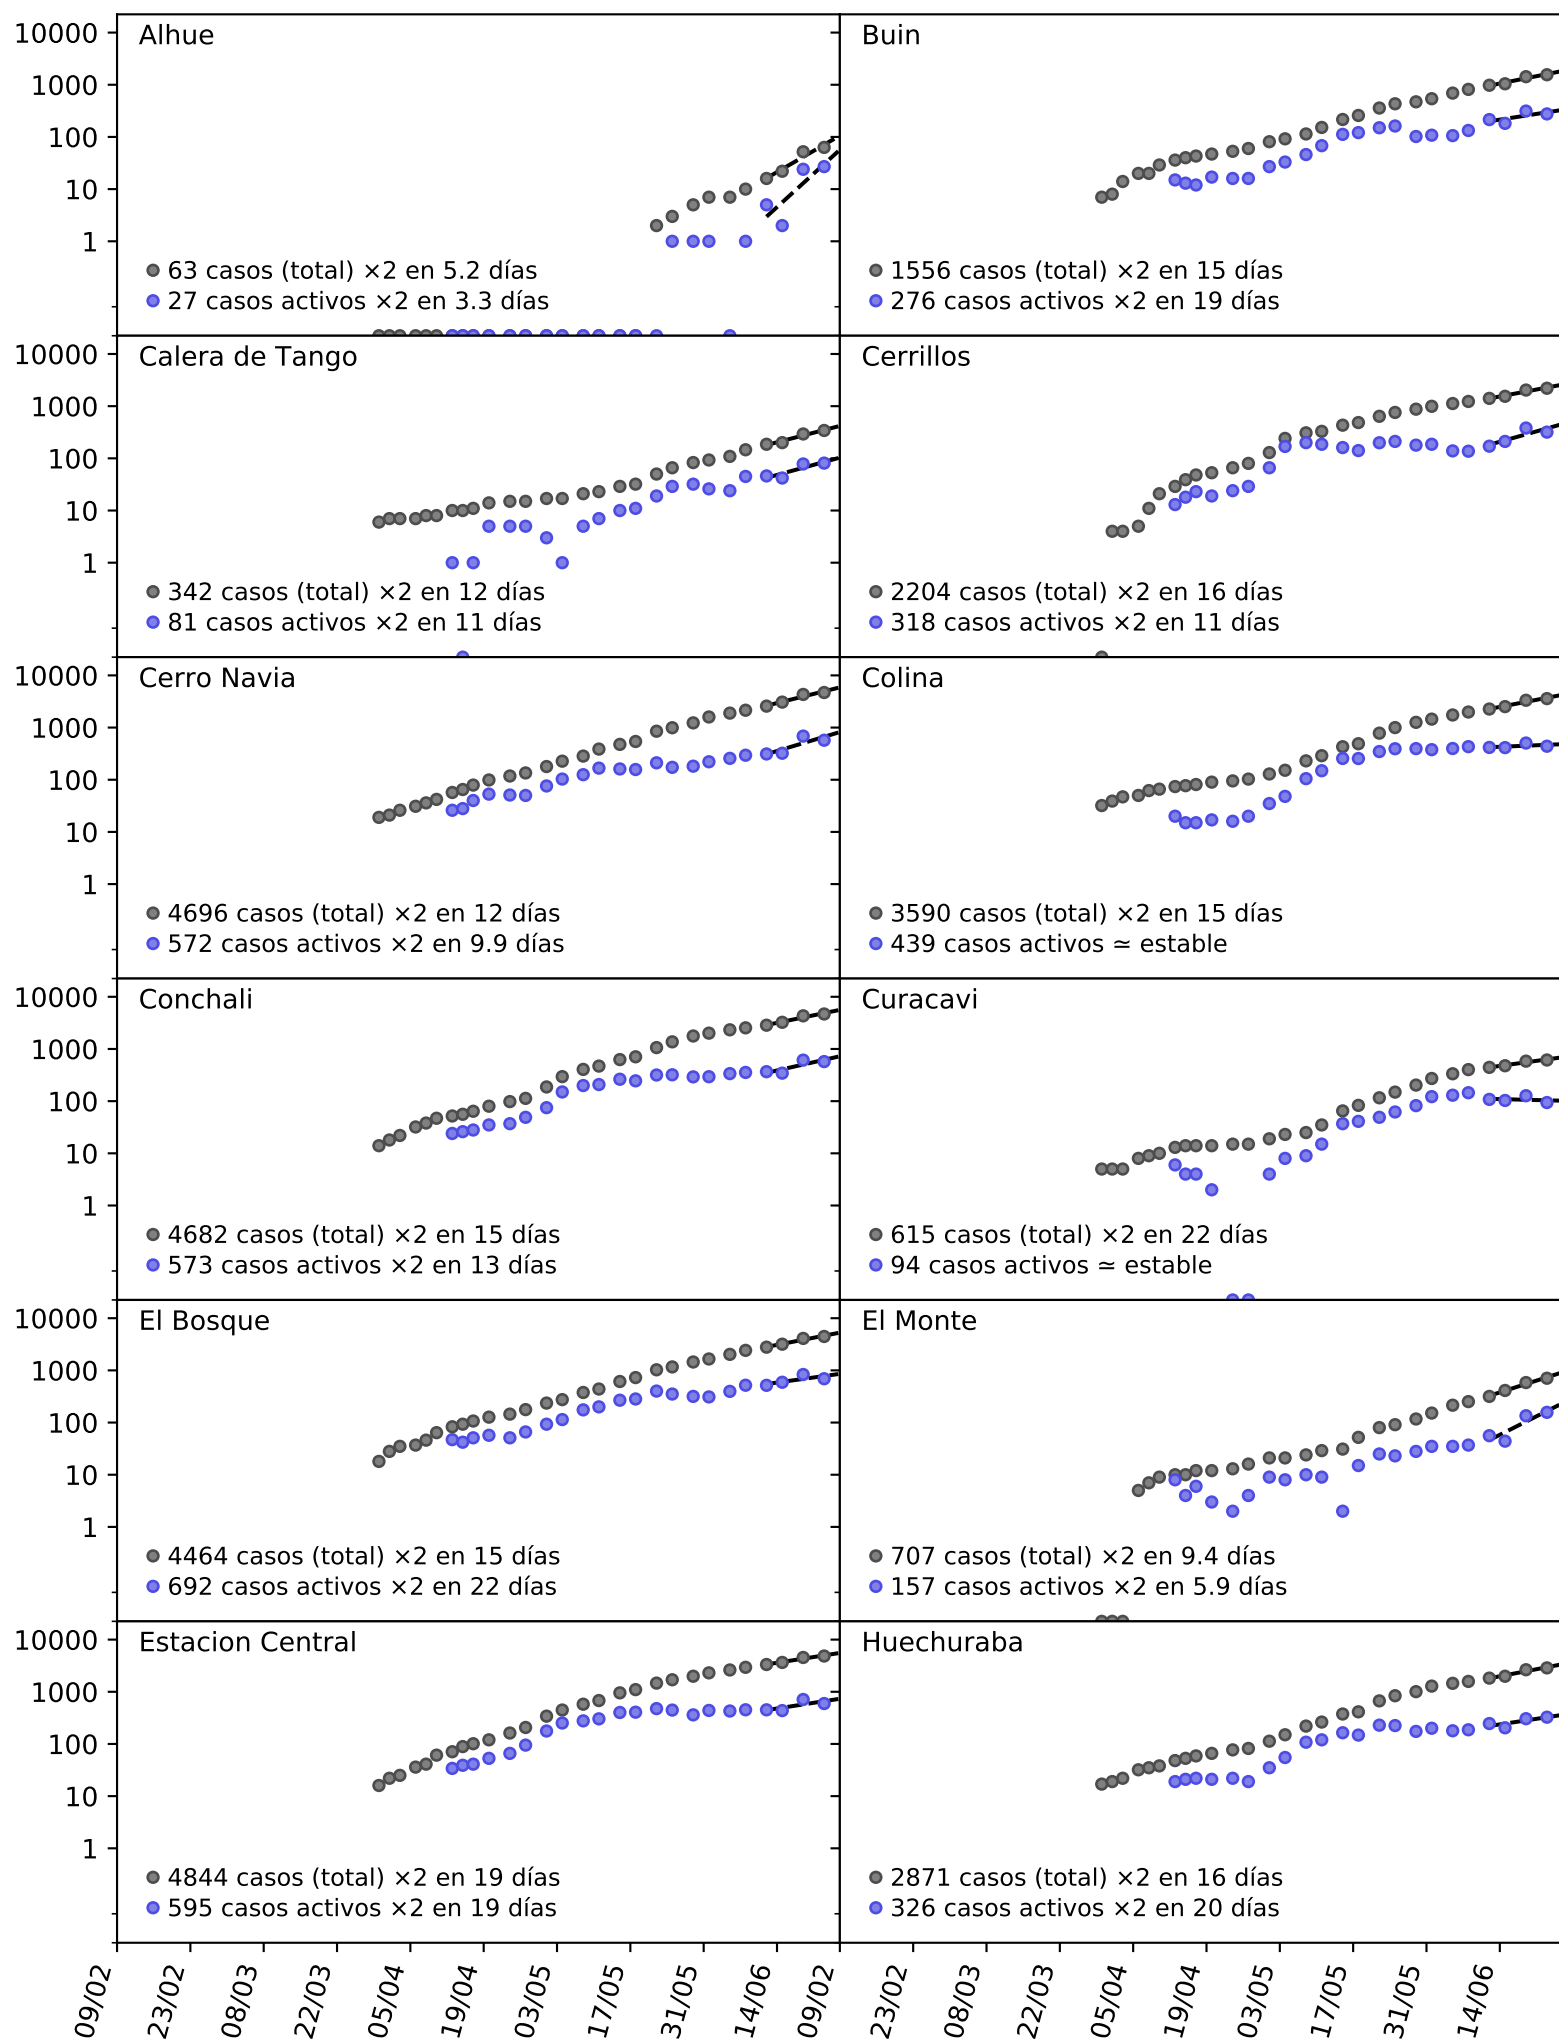 Alhue
Buin
10000
1000
100
10
1
63 casos (total) ×2 en 5.2 días
27 casos activos ×2 en 3.3 días
1556 casos (total) ×2 en 15 días
276 casos activos ×2 en 19 días
Calera de Tango
Cerrillos
10000
1000
100
10
1
342 casos (total) ×2 en 12 días
81 casos activos ×2 en 11 días
2204 casos (total) ×2 en 16 días
318 casos activos ×2 en 11 días
Cerro Navia
Colina
10000
1000
100
10
1
4696 casos (total) ×2 en 12 días
572 casos activos ×2 en 9.9 días
3590 casos (total) ×2 en 15 días
439 casos activos ≃ estable
Conchali
Curacavi
10000
1000
100
10
1
4682 casos (total) ×2 en 15 días
573 casos activos ×2 en 13 días
615 casos (total) ×2 en 22 días
94 casos activos ≃ estable
El Bosque
El Monte
10000
1000
100
10
1
4464 casos (total) ×2 en 15 días
692 casos activos ×2 en 22 días
707 casos (total) ×2 en 9.4 días
157 casos activos ×2 en 5.9 días
Estacion Central
Huechuraba
10000
1000
100
10
1
4844 casos (total) ×2 en 19 días
595 casos activos ×2 en 19 días
2871 casos (total) ×2 en 16 días
326 casos activos ×2 en 20 días
09/02
23/02
08/03
22/03
05/04
19/04
03/05
17/05
31/05
14/06
09/02
23/02
08/03
22/03
05/04
19/04
03/05
17/05
31/05
14/06